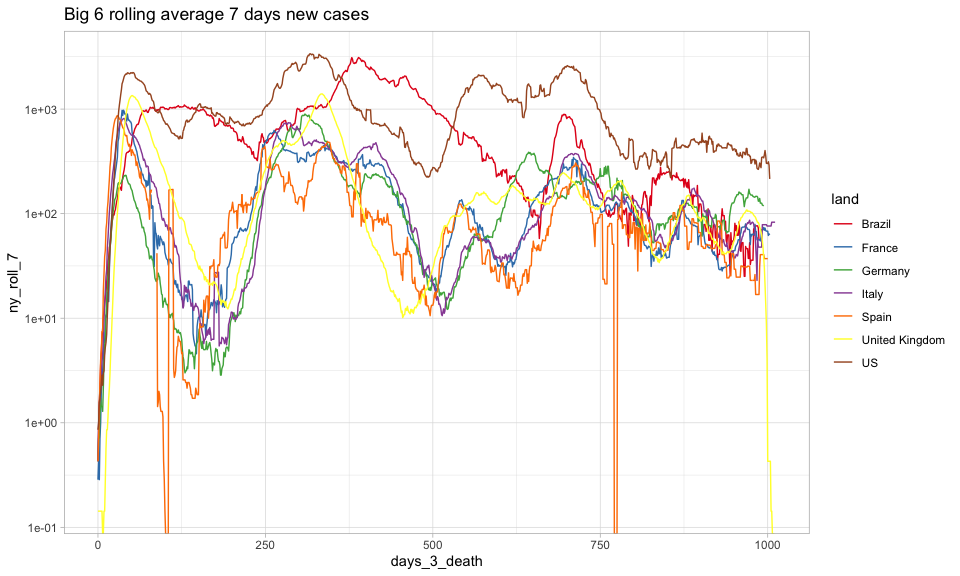 Big 6 rolling average 7 days new cases
ny_roll_7
1e+03
1e+02
1e+01
1e+00
1e-01
0
250
500
750
1000
days_3_death
land
Brazil
France
Germany
Italy
Spain
United Kingdom
US